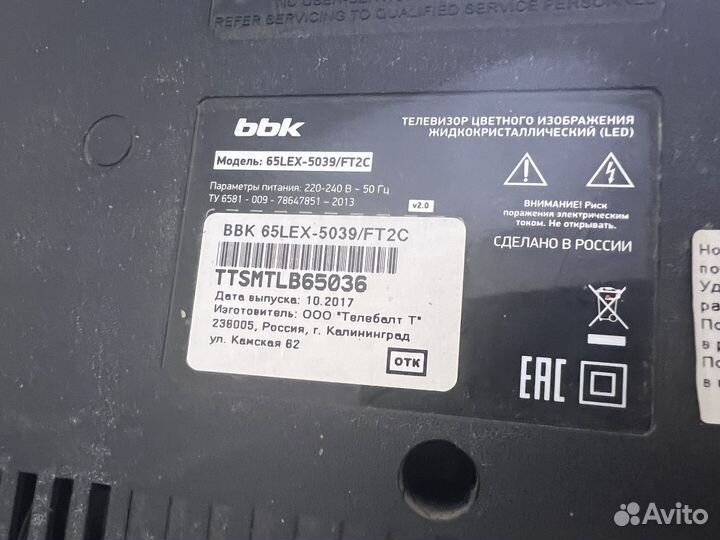 REFER SERVICING TO QUALIFIED SERVICE PERSONNEL
bbk
Модель: 65LEX-5039/FT2C
Параметры питания: 220-240 В ~ 50 Гц
ТУ 6581 - 009 - 78647851 - 2013
v2.0
ТЕЛЕВИЗОР ЦВЕТНОГО ИЗОБРАЖЕНИЯ
ЖИДКОКРИСТАЛЛИЧЕСКИЙ (LED)
ВНИМАНИЕ! Риск
поражения электрическим
током. Не открывать.
СДЕЛАНО В РОССИИ
BBK 65LEX-5039/FT2C
TTSMTLB65036
Дата выпуска: 10.2017
Изготовитель: ООО "Телебалт Т"
236005, Россия, г. Калининград
ул. Камская 82
ОТК
EAC
Avito